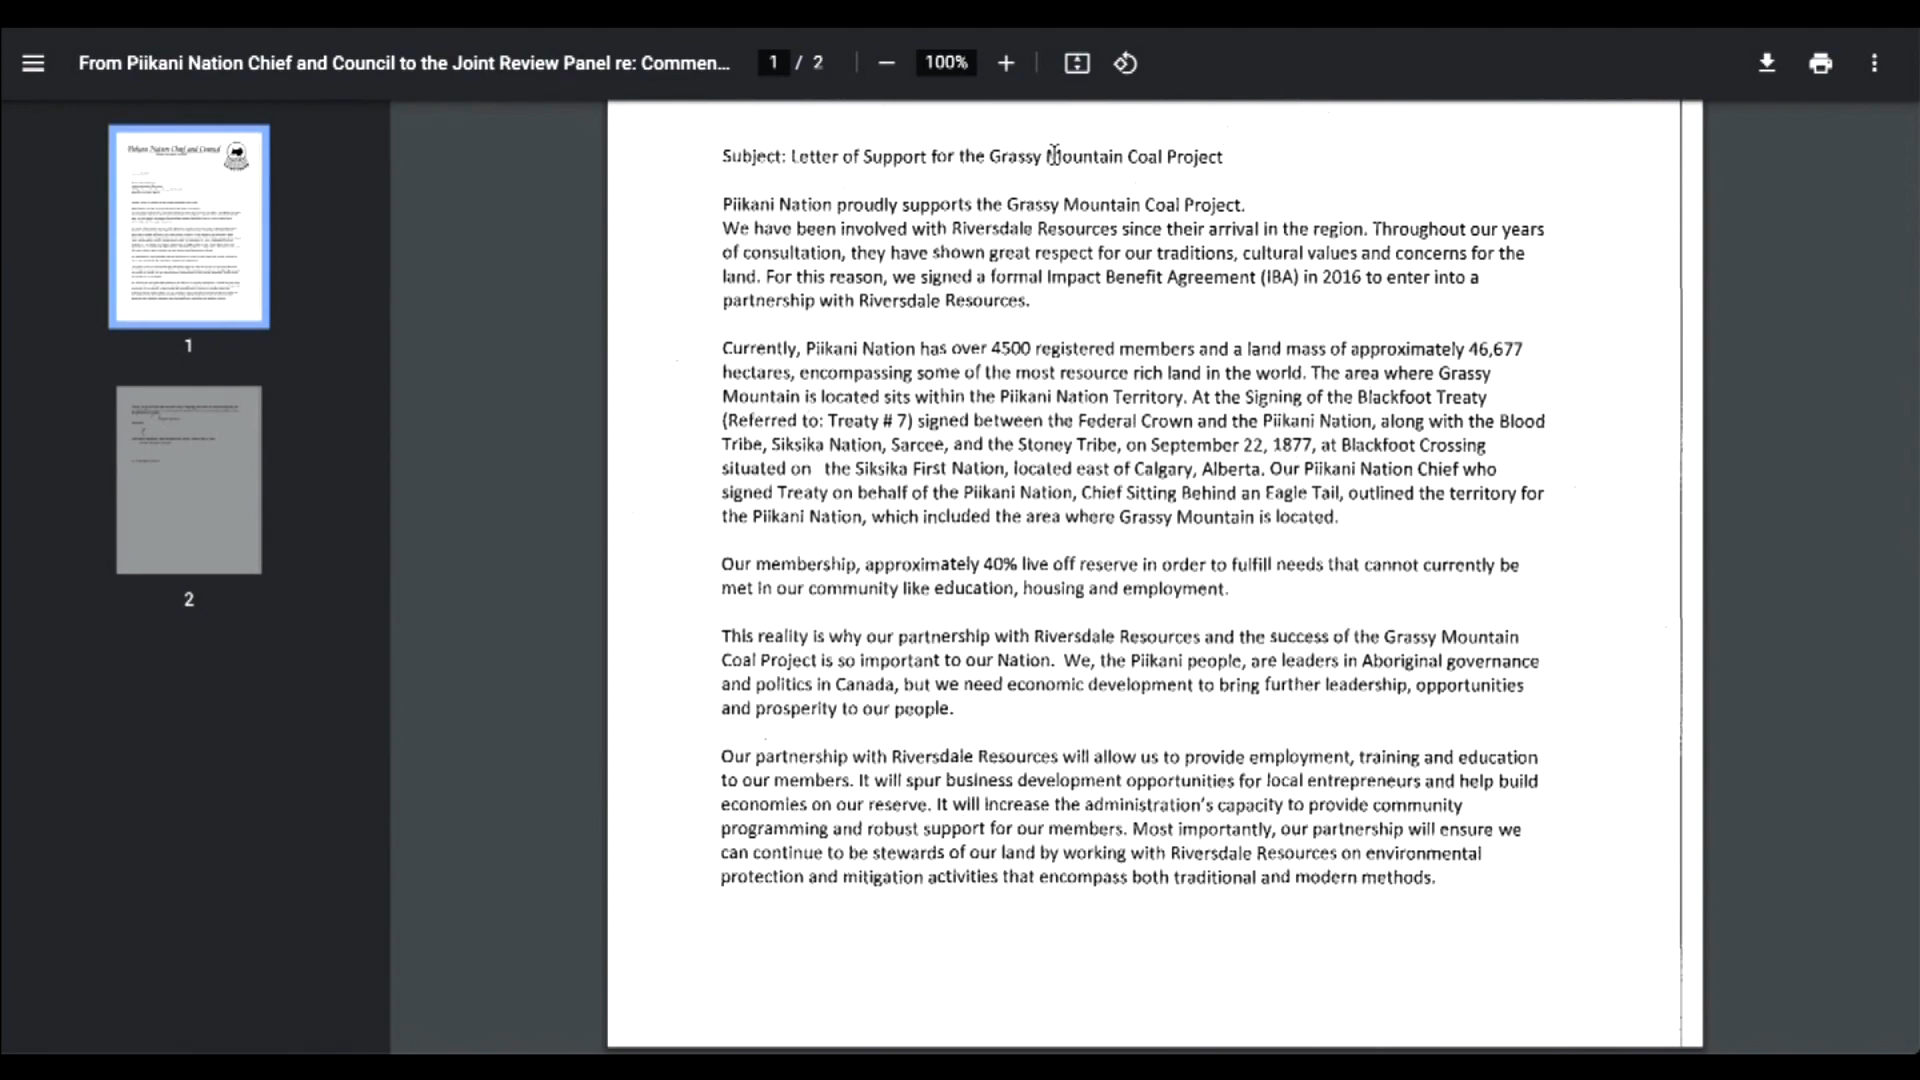 From Piikani Nation Chief and Council to the Joint Review Panel re: Commen...
1 / 2
100%
Piikani Nation Chief and Council
1
2
Subject: Letter of Support for the Grassy Mountain Coal Project
Piikani Nation proudly supports the Grassy Mountain Coal Project.
We have been involved with Riversdale Resources since their arrival in the region. Throughout our years
of consultation, they have shown great respect for our traditions, cultural values and concerns for the
land. For this reason, we signed a formal Impact Benefit Agreement (IBA) in 2016 to enter into a
partnership with Riversdale Resources.
Currently, Piikani Nation has over 4500 registered members and a land mass of approximately 46,677
hectares, encompassing some of the most resource rich land in the world. The area where Grassy
Mountain is located sits within the Piikani Nation Territory. At the Signing of the Blackfoot Treaty
(Referred to: Treaty # 7) signed between the Federal Crown and the Piikani Nation, along with the Blood
Tribe, Siksika Nation, Sarcee, and the Stoney Tribe, on September 22, 1877, at Blackfoot Crossing
situated on the Siksika First Nation, located east of Calgary, Alberta. Our Piikani Nation Chief who
signed Treaty on behalf of the Piikani Nation, Chief Sitting Behind an Eagle Tail, outlined the territory for
the Piikani Nation, which included the area where Grassy Mountain is located.
Our membership, approximately 40% live off reserve in order to fulfill needs that cannot currently be
met in our community like education, housing and employment.
This reality is why our partnership with Riversdale Resources and the success of the Grassy Mountain
Coal Project is so important to our Nation. We, the Piikani people, are leaders in Aboriginal governance
and politics in Canada, but we need economic development to bring further leadership, opportunities
and prosperity to our people.
Our partnership with Riversdale Resources will allow us to provide employment, training and education
to our members. It will spur business development opportunities for local entrepreneurs and help build
economies on our reserve. It will increase the administration's capacity to provide community
programming and robust support for our members. Most importantly, our partnership will ensure we
can continue to be stewards of our land by working with Riversdale Resources on environmental
protection and mitigation activities that encompass both traditional and modern methods.